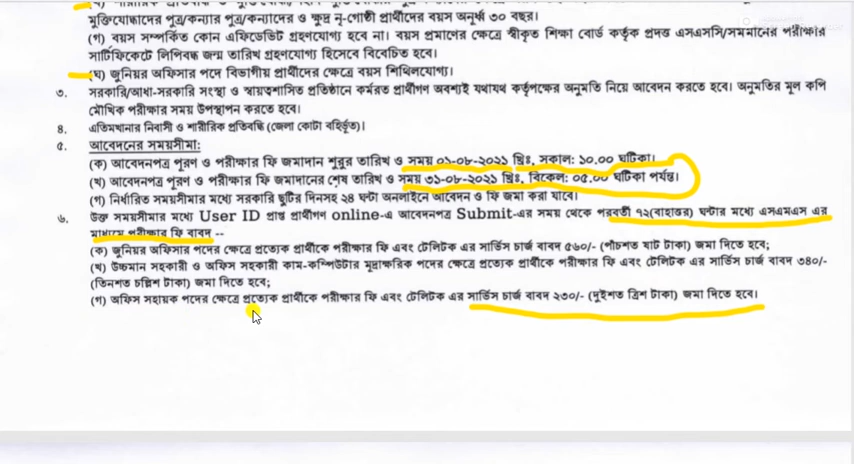 মুক্তিযোদ্ধাদের পুত্র/কন্যার পুত্র/কন্যাদের ও ক্ষুদ্র নৃ-গোষ্ঠী প্রার্থীদের বয়স অনূর্ধ্ব ৩০ বছর।
(গ) বয়স সম্পর্কিত কোন এফিডেভিট গ্রহণযোগ্য হবে না। বয়স প্রমাণের ক্ষেত্রে স্বীকৃত শিক্ষা বোর্ড কর্তৃক প্রদত্ত এসএসসি/সমমানের পরীক্ষার
সার্টিফিকেটে লিপিবদ্ধ জন্ম তারিখ গ্রহণযোগ্য হিসেবে বিবেচিত হবে।
(ঘ) জুনিয়র অফিসার পদে বিভাগীয় প্রার্থীদের ক্ষেত্রে বয়স শিথিলযোগ্য।
৩. সরকারি/আধা-সরকারি সংস্থা ও স্বায়ত্বশাসিত প্রতিষ্ঠানে কর্মরত প্রার্থীগণ অবশ্যই যথাযথ কর্তৃপক্ষের অনুমতি নিয়ে আবেদন করতে হবে। অনুমতির মূল কপি
মৌখিক পরীক্ষার সময় উপস্থাপন করতে হবে।
৪. এতিমখানার নিবাসী ও শারীরিক প্রতিবন্ধি (জেলা কোটা বহির্ভূত)।
৫. আবেদনের সময়সীমা:
(ক) আবেদনপত্র পূরণ ও পরীক্ষার ফি জমাদান শুরুর তারিখ ও সময় ০১-০৮-২০২১ খ্রিঃ, সকাল: ১০.০০ ঘটিকা।
(খ) আবেদনপত্র পূরণ ও পরীক্ষার ফি জমাদানের শেষ তারিখ ও সময় ৩১-০৮-২০২১ খ্রিঃ, বিকেল: ০৫.০০ ঘটিকা পর্যন্ত।
(গ) নির্ধারিত সময়সীমার মধ্যে সরকারি ছুটির দিনসহ ২৪ ঘন্টা অনলাইনে আবেদন ও ফি জমা করা যাবে।
৬. উক্ত সময়সীমার মধ্যে User ID প্রাপ্ত প্রার্থীগণ online-এ আবেদনপত্র Submit-এর সময় থেকে পরবর্তী ৭২(বাহাত্তর) ঘন্টার মধ্যে এসএমএস এর
মাধ্যমে পরীক্ষার ফি বাবদ --
(ক) জুনিয়র অফিসার পদের ক্ষেত্রে প্রত্যেক প্রার্থীকে পরীক্ষার ফি এবং টেলিটক এর সার্ভিস চার্জ বাবদ ৫৬০/- (পাঁচশত ষাট টাকা) জমা দিতে হবে;
(খ) উচ্চমান সহকারী ও অফিস সহকারী কাম-কম্পিউটার মুদ্রাক্ষরিক পদের ক্ষেত্রে প্রত্যেক প্রার্থীকে পরীক্ষার ফি এবং টেলিটক এর সার্ভিস চার্জ বাবদ ৩৪০/-
(তিনশত চল্লিশ টাকা) জমা দিতে হবে;
(গ) অফিস সহায়ক পদের ক্ষেত্রে প্রত্যেক প্রার্থীকে পরীক্ষার ফি এবং টেলিটক এর সার্ভিস চার্জ বাবদ ২৩০/- (দুইশত ত্রিশ টাকা) জমা দিতে হবে।